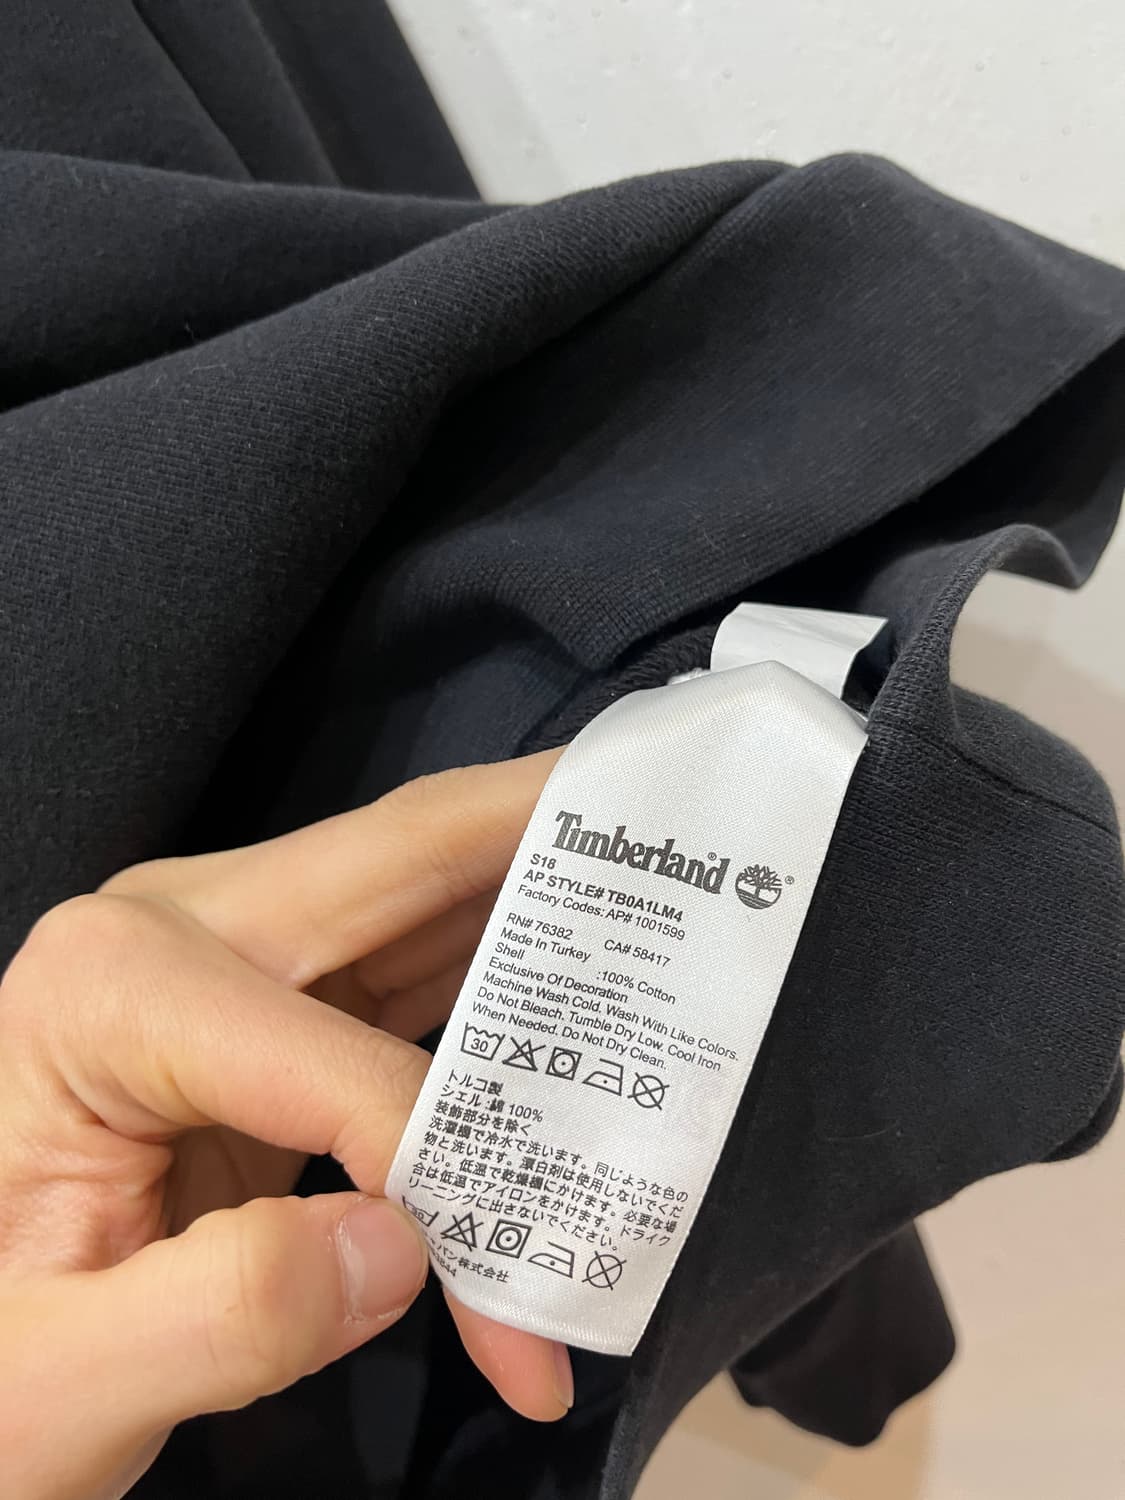 Timberland®
S18
AP STYLE# TB0A1LM4
Factory Codes: AP# 1001599
RN# 76382 CA# 58417
Made In Turkey
Shell :100% Cotton
Exclusive Of Decoration
Machine Wash Cold. Wash With Like Colors.
Do Not Bleach. Tumble Dry Low. Cool Iron
When Needed. Do Not Dry Clean.
30
トルコ製
シェル :綿 100%
装飾部分を除く
洗濯機で冷水で洗います。同じような色の
物と洗います。漂白剤は使用しないでくだ
さい。低温で乾燥機にかけます。必要な場
合は低温でアイロンをかけます。ドライク
リーニングに出さないでください。
30
パン株式会社